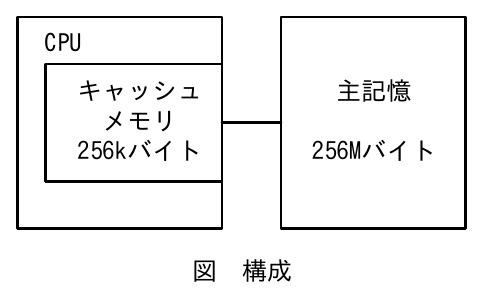 CPU
キャッシュ
メモリ
256kバイト
主記憶
256Mバイト
図　構成